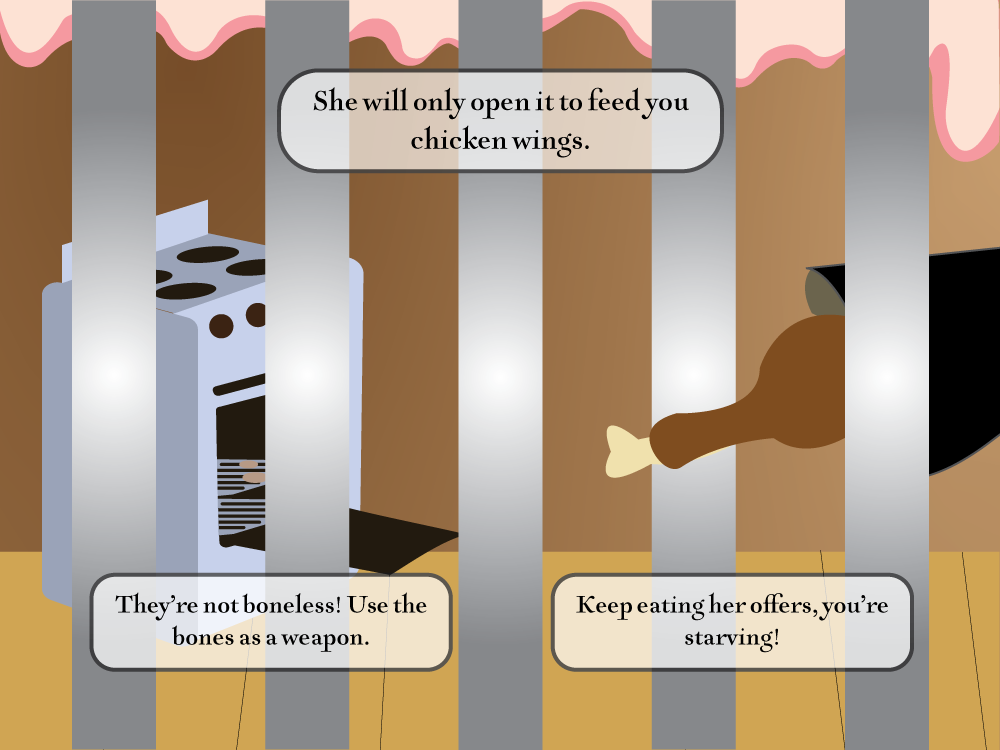 She will only open it to feed you
chicken wings.
They're not boneless! Use the
bones as a weapon.
Keep eating her offers, you're
starving!